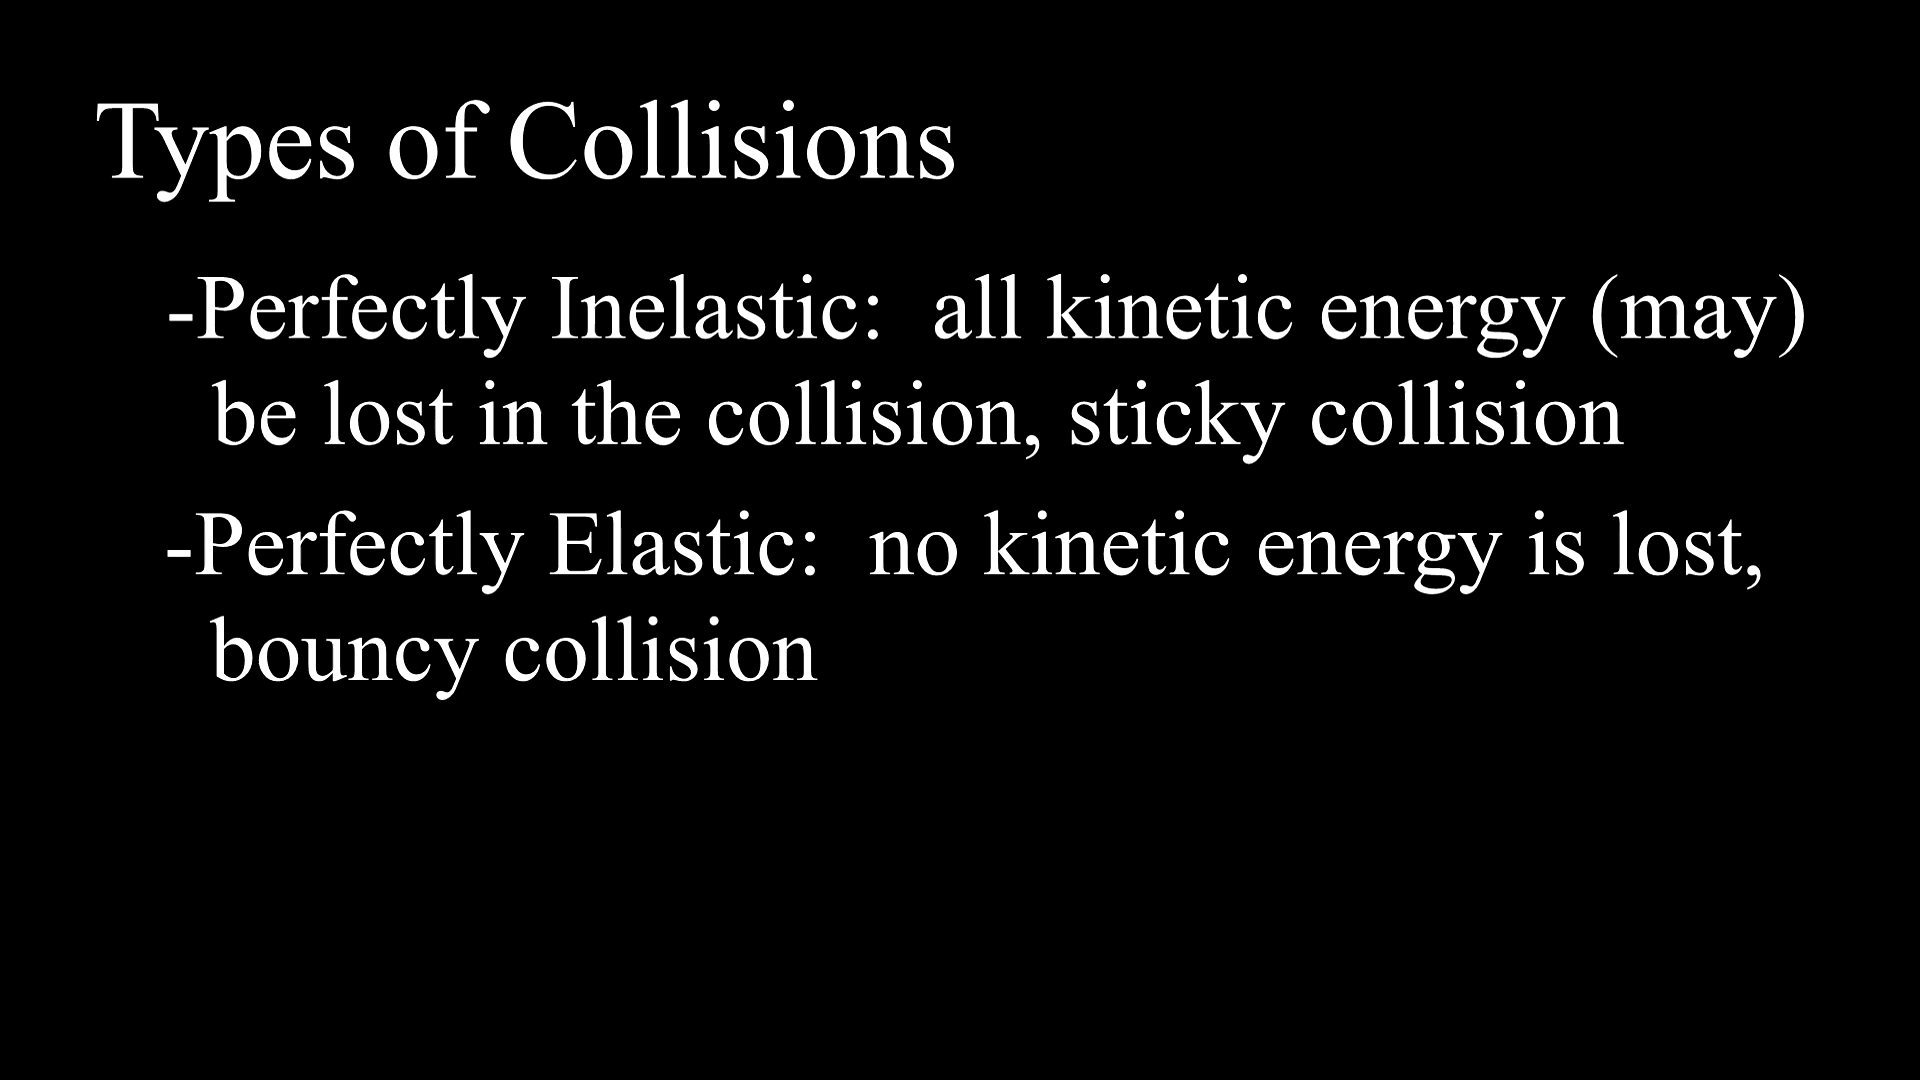 Types of Collisions
-Perfectly Inelastic:  all kinetic energy (may)
be lost in the collision, sticky collision
-Perfectly Elastic:  no kinetic energy is lost,
bouncy collision